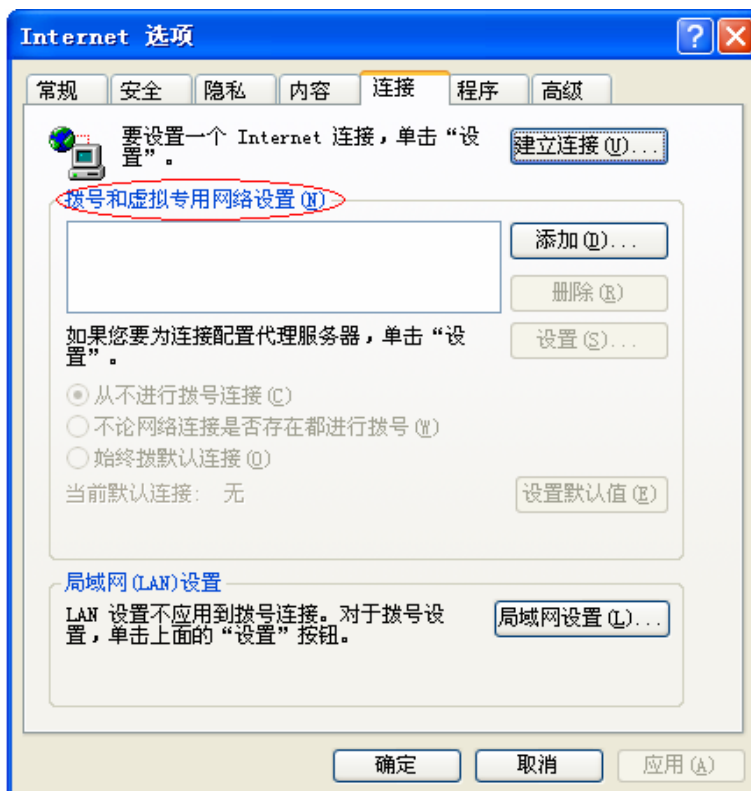 Internet 选项
常规 安全 隐私 内容 连接 程序 高级
要设置一个 Internet 连接，单击“设
置”。
建立连接(U)...
拨号和虚拟专用网络设置(N)
添加(D)...
删除(R)
如果您要为连接配置代理服务器，单击“设
置”。
设置(S)...
从不进行拨号连接(C)
不论网络连接是否存在都进行拨号(W)
始终拨默认连接(O)
当前默认连接: 无
设置默认值(E)
局域网(LAN)设置
LAN 设置不应用到拨号连接。对于拨号设
置，单击上面的“设置”按钮。
局域网设置(L)...
确定 取消 应用(A)